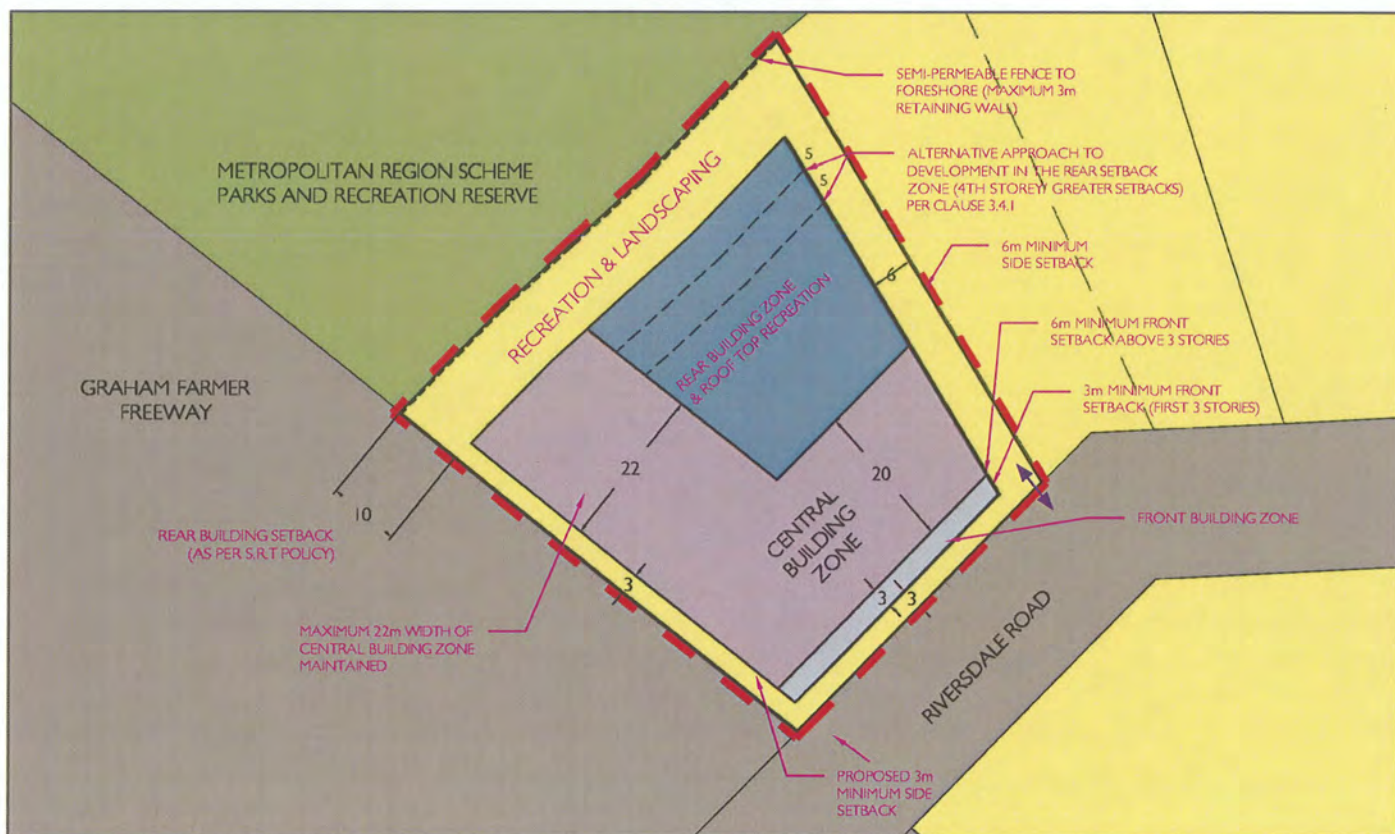 SEMI-PERMEABLE FENCE TO
FORESHORE (MAXIMUM 3m
RETAINING WALL)
METROPOLITAN REGION SCHEME
PARKS AND RECREATION RESERVE
5
5
ALTERNATIVE APPROACH TO
DEVELOPMENT IN THE REAR SETBACK
ZONE (4TH STOREY GREATER SETBACKS)
PER CLAUSE 3.4.1
RECREATION & LANDSCAPING
6m MINIMUM
SIDE SETBACK
6
REAR BUILDING ZONE
& ROOF TOP RECREATION
6m MINIMUM FRONT
SETBACK ABOVE 3 STORIES
GRAHAM FARMER
FREEWAY
3m MINIMUM FRONT
SETBACK (FIRST 3 STORIES)
22
20
10
REAR BUILDING SETBACK
(AS PER S.R.T POLICY)
CENTRAL
BUILDING
ZONE
FRONT BUILDING ZONE
3
3
3
MAXIMUM 22m WIDTH OF
CENTRAL BUILDING ZONE
MAINTAINED
RIVERSDALE ROAD
PROPOSED 3m
MINIMUM SIDE
SETBACK